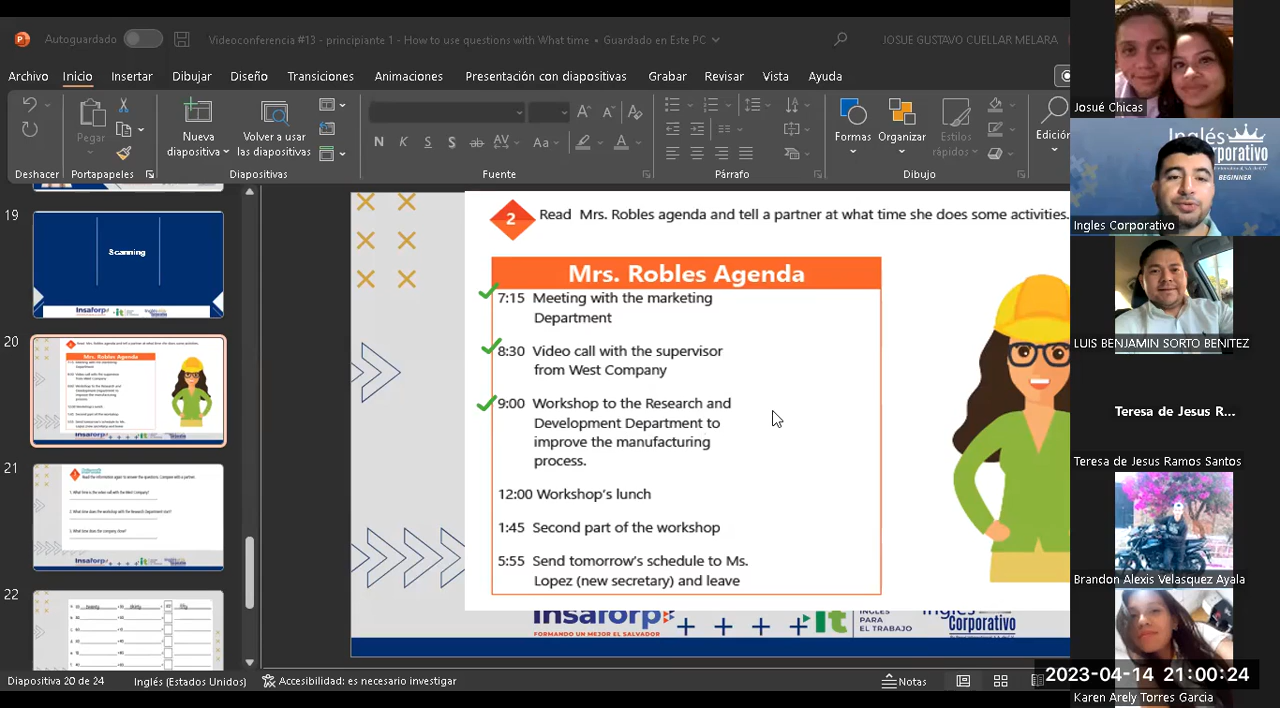 Autoguardado
Videoconferencia #13 - principiante 1 - How to use questions with What time • Guardado en Este PC
JOSUE GUSTAVO CUELLAR MELARA
Archivo Inicio Insertar Dibujar Diseño Transiciones Animaciones Presentación con diapositivas Grabar Revisar Vista Ayuda
Pegar
Nueva diapositiva
Volver a usar las diapositivas
N K S S ab AV Aa A
Formas
Organizar
Estilos rápidos
Edición
Deshacer Portapapeles Diapositivas Fuente Párrafo Dibujo
19
Scanning
20
21
22
2 Read Mrs. Robles agenda and tell a partner at what time she does some activities.
Mrs. Robles Agenda
7:15 Meeting with the marketing
Department
8:30 Video call with the supervisor
from West Company
9:00 Workshop to the Research and
Development Department to
improve the manufacturing
process.
12:00 Workshop's lunch
1:45 Second part of the workshop
5:55 Send tomorrow's schedule to Ms.
Lopez (new secretary) and leave
Insaforp
FORMANDO UN MEJOR EL SALVADOR
it
INGLÉS
PARA
EL TRABAJO
Inglés
Corporativo
Diapositiva 20 de 24
Inglés (Estados Unidos)
Accesibilidad: es necesario investigar
Notas
Josué Chicas
Inglés
Corporativo
BEGINNER
Ingles Corporativo
LUIS BENJAMIN SORTO BENITEZ
Teresa de Jesus R...
Teresa de Jesus Ramos Santos
Brandon Alexis Velasquez Ayala
2023-04-14 21:00:24
Karen Arely Torres Garcia